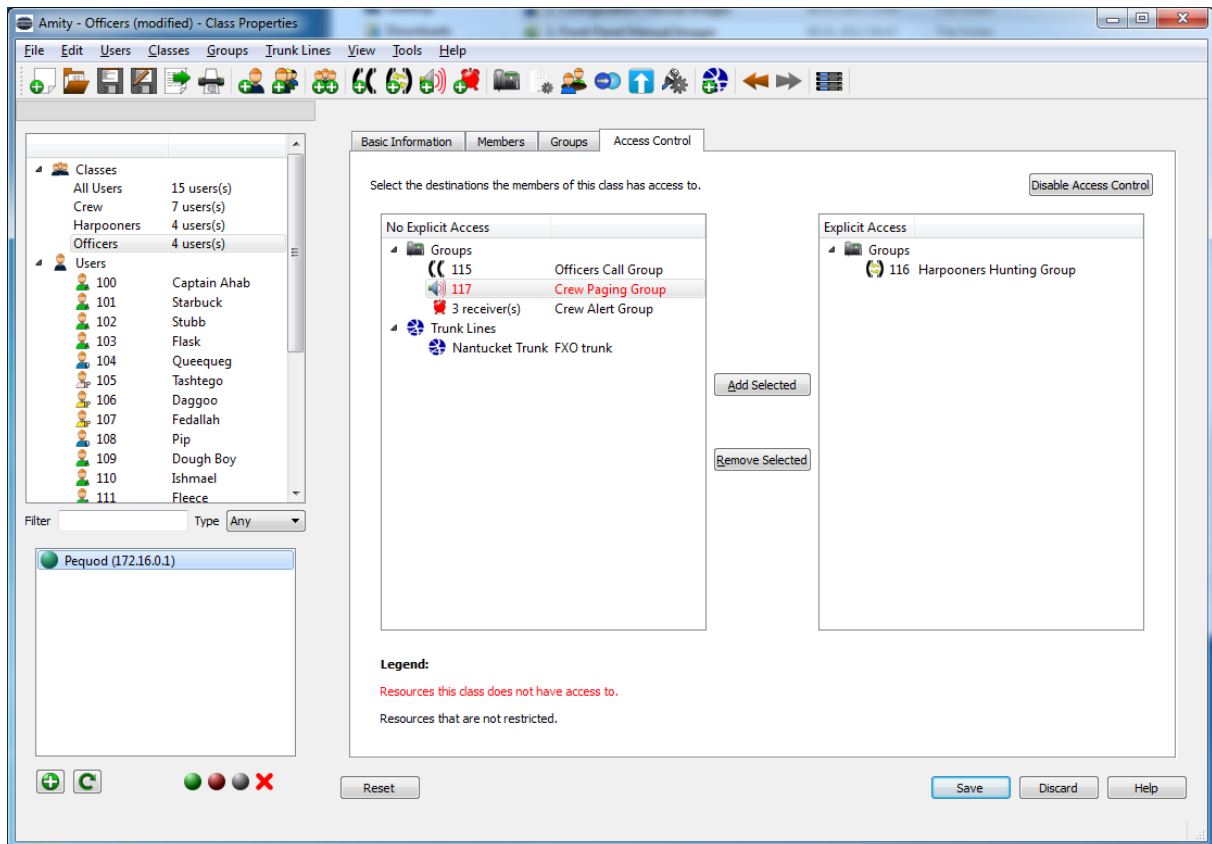 Amity - Officers (modified) - Class Properties
File Edit Users Classes Groups Trunk Lines View Tools Help
Basic Information Members Groups Access Control
Select the destinations the members of this class has access to.
Disable Access Control
Classes
All Users 15 users(s)
Crew 7 users(s)
Harpooners 4 users(s)
Officers 4 users(s)
Users
100 Captain Ahab
101 Starbuck
102 Stubb
103 Flask
104 Queequeg
105 Tashtego
106 Daggoo
107 Fedallah
108 Pip
109 Dough Boy
110 Ishmael
111 Fleece
Filter Type Any
Pequod (172.16.0.1)
No Explicit Access
Groups
115 Officers Call Group
117 Crew Paging Group
3 receiver(s) Crew Alert Group
Trunk Lines
Nantucket Trunk FXO trunk
Add Selected
Remove Selected
Explicit Access
Groups
116 Harpooners Hunting Group
Legend:
Resources this class does not have access to.
Resources that are not restricted.
Reset Save Discard Help